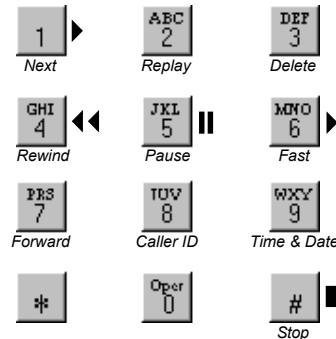 1
Next
ABC
2
Replay
DEF
3
Delete
GHI
4
Rewind
JKL
5
Pause
MNO
6
Fast
PRS
7
Forward
TUV
8
Caller ID
WXY
9
Time & Date
*
Oper
0
#
Stop